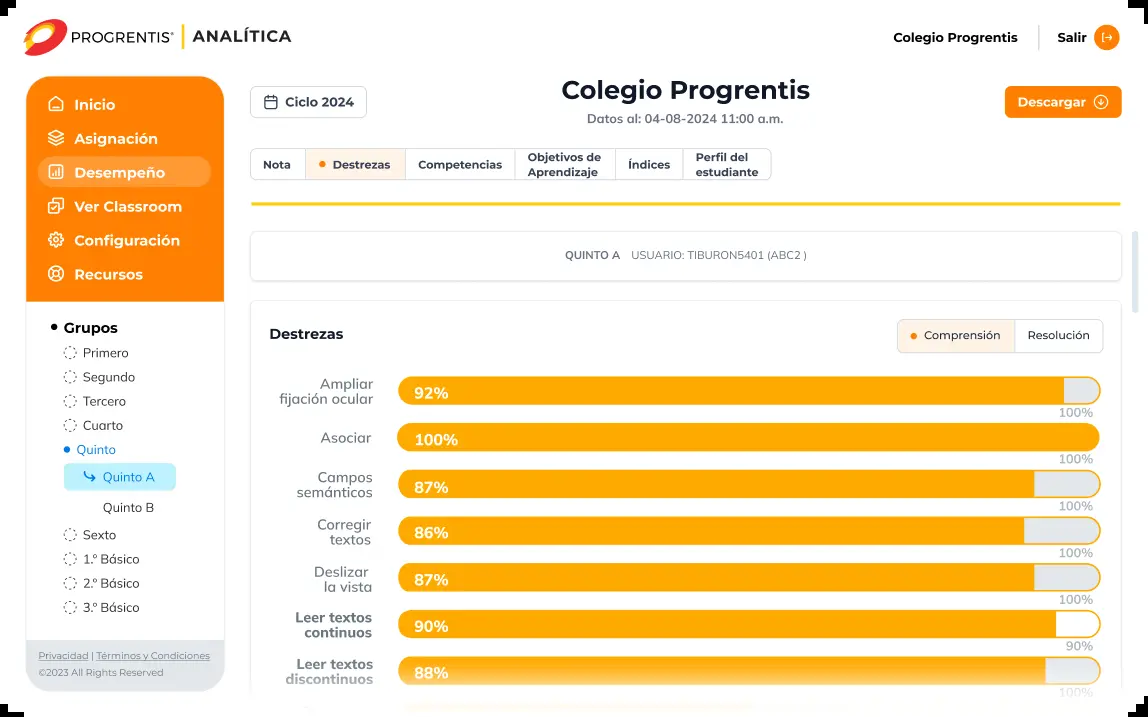 PROGRENTIS® | ANALÍTICA
Colegio Progrentis
Salir
Inicio
Asignación
Desempeño
Ver Classroom
Configuración
Recursos
Grupos
Primero
Segundo
Tercero
Cuarto
Quinto
Quinto A
Quinto B
Sexto
1.º Básico
2.º Básico
3.º Básico
Privacidad | Términos y Condiciones
©2023 All Rights Reserved
Ciclo 2024
Colegio Progrentis
Datos al: 04-08-2024 11:00 a.m.
Descargar
Nota
Destrezas
Competencias
Objetivos de
Aprendizaje
Índices
Perfil del
estudiante
QUINTO A USUARIO: TIBURON5401 (ABC2 )
Destrezas
Comprensión
Resolución
Ampliar
fijación ocular
92%
100%
Asociar
100%
100%
Campos
semánticos
87%
100%
Corregir
textos
86%
100%
Deslizar
la vista
87%
100%
Leer textos
continuos
90%
90%
Leer textos
discontinuos
88%
100%